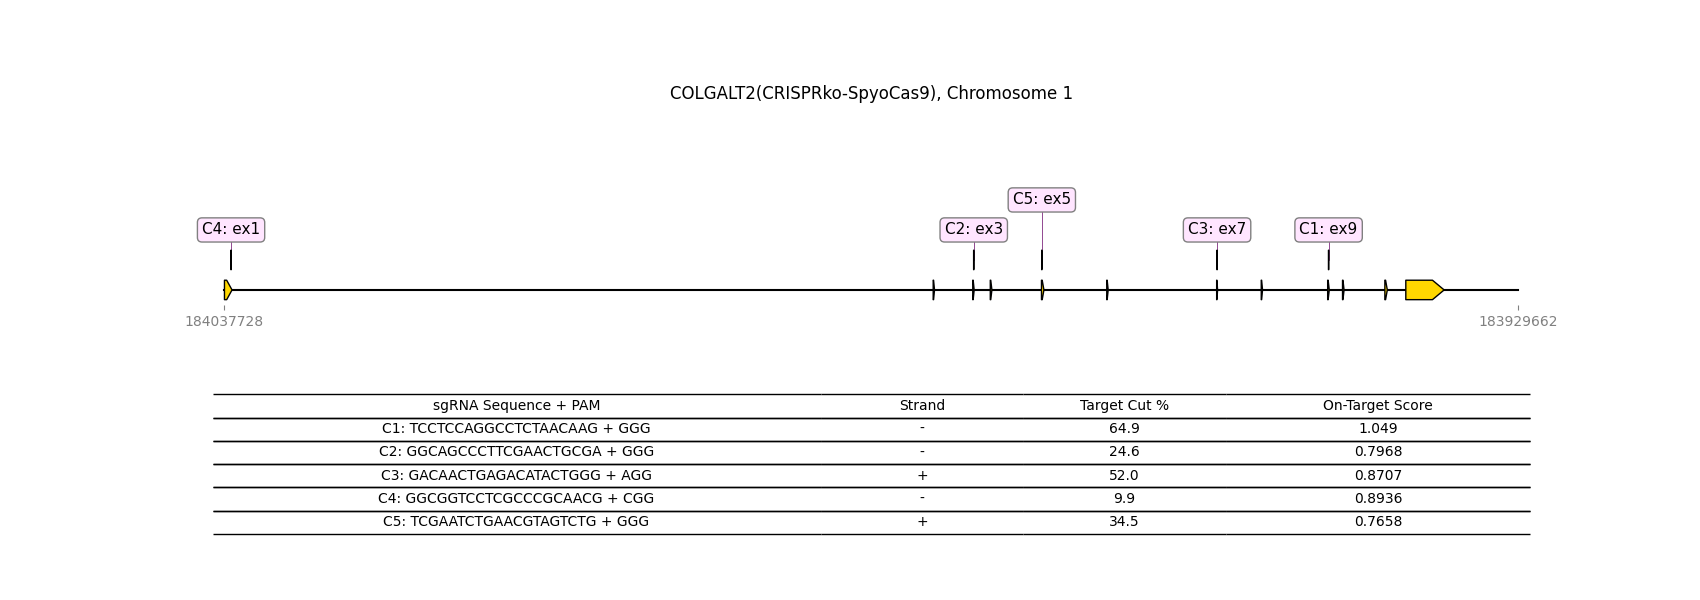 COLGALT2(CRISPRko-SpyoCas9), Chromosome 1
C5: ex5
C4: ex1 C2: ex3 C3: ex7 C1: ex9
184037728 183929662
sgRNA Sequence + PAM Strand Target Cut % On-Target Score
C1: TCCTCCAGGCCTCTAACAAG + GGG - 64.9 1.049
C2: GGCAGCCCTTCGAACTGCGA + GGG - 24.6 0.7968
C3: GACAACTGAGACATACTGGG + AGG + 52.0 0.8707
C4: GGCGGTCCTCGCCCGCAACG + CGG - 9.9 0.8936
C5: TCGAATCTGAACGTAGTCTG + GGG + 34.5 0.7658